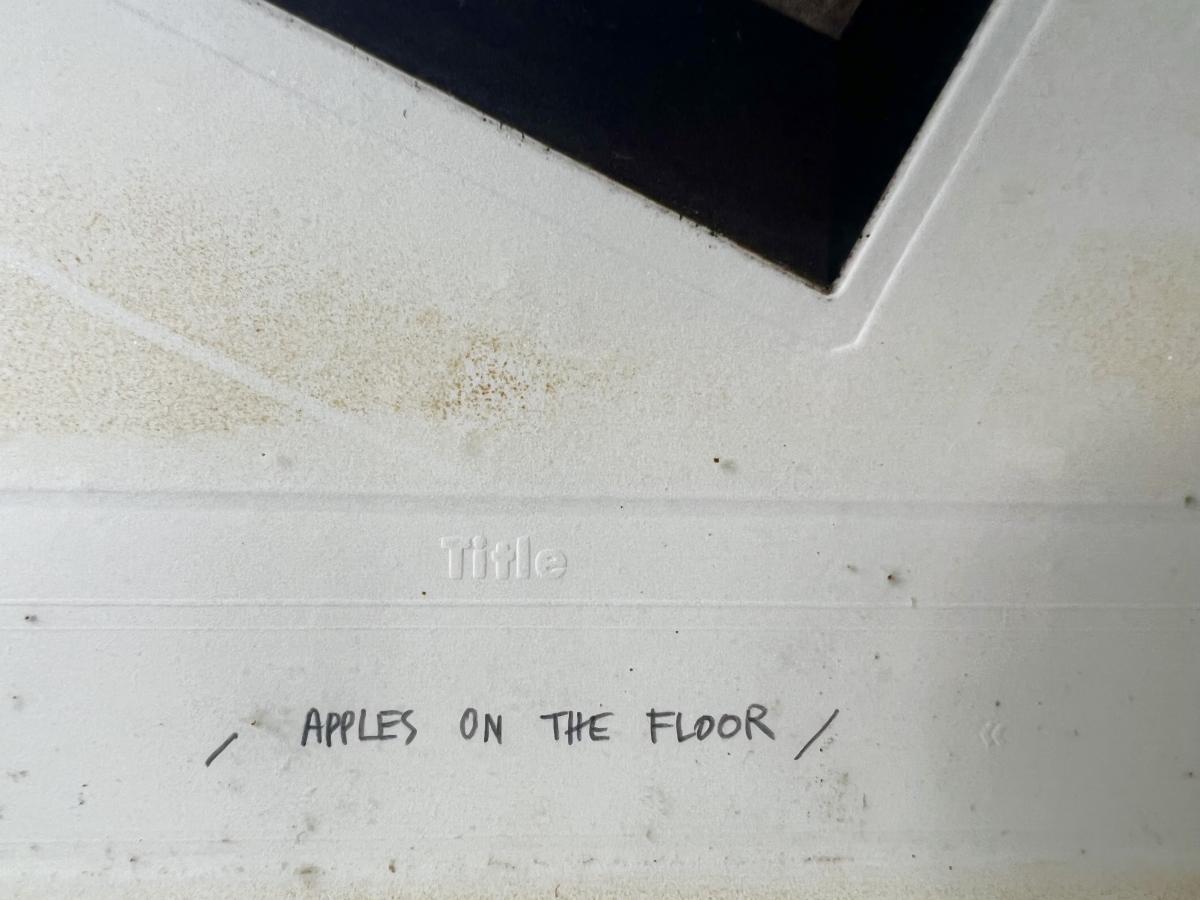 Title
/ APPLES ON THE FLOOR /